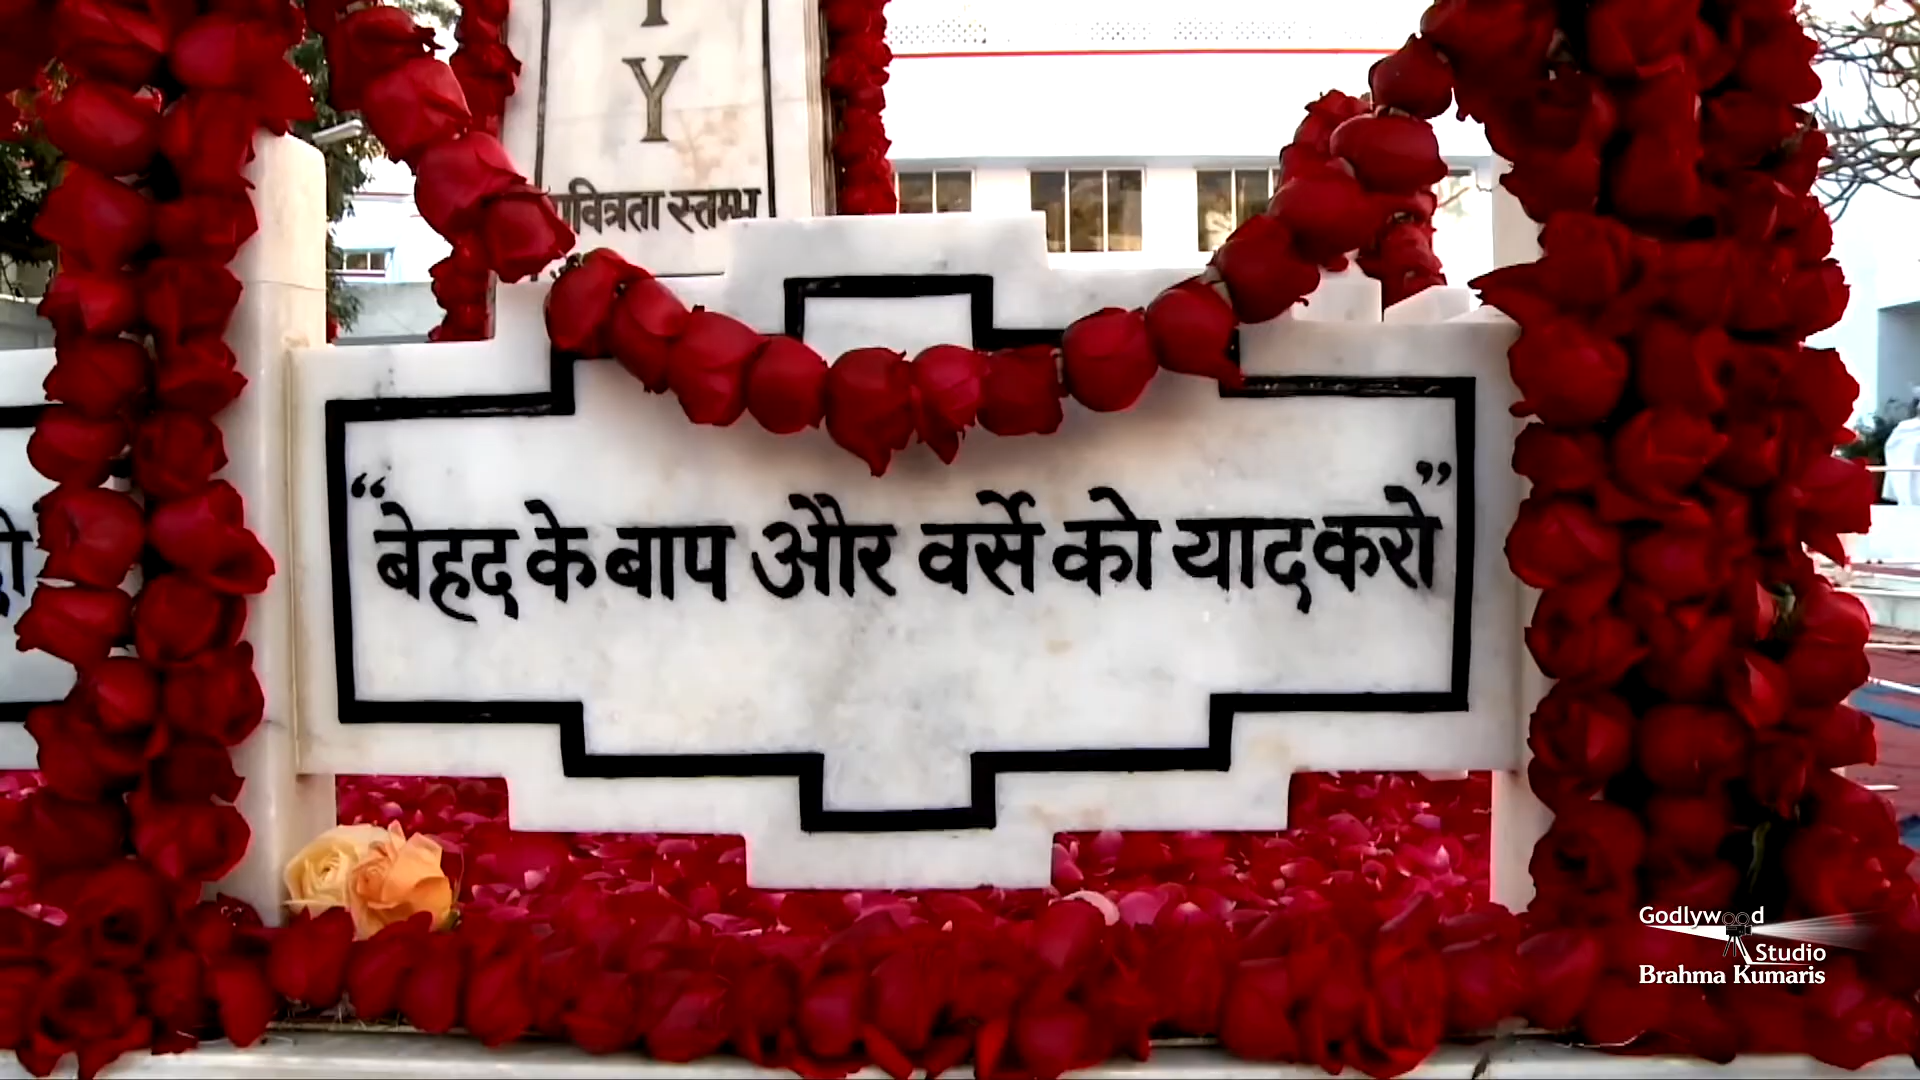 Y
पवित्रता स्तम्भ
“बेहद के बाप और वर्से को याद करो”
Godlywood
Studio
Brahma Kumaris